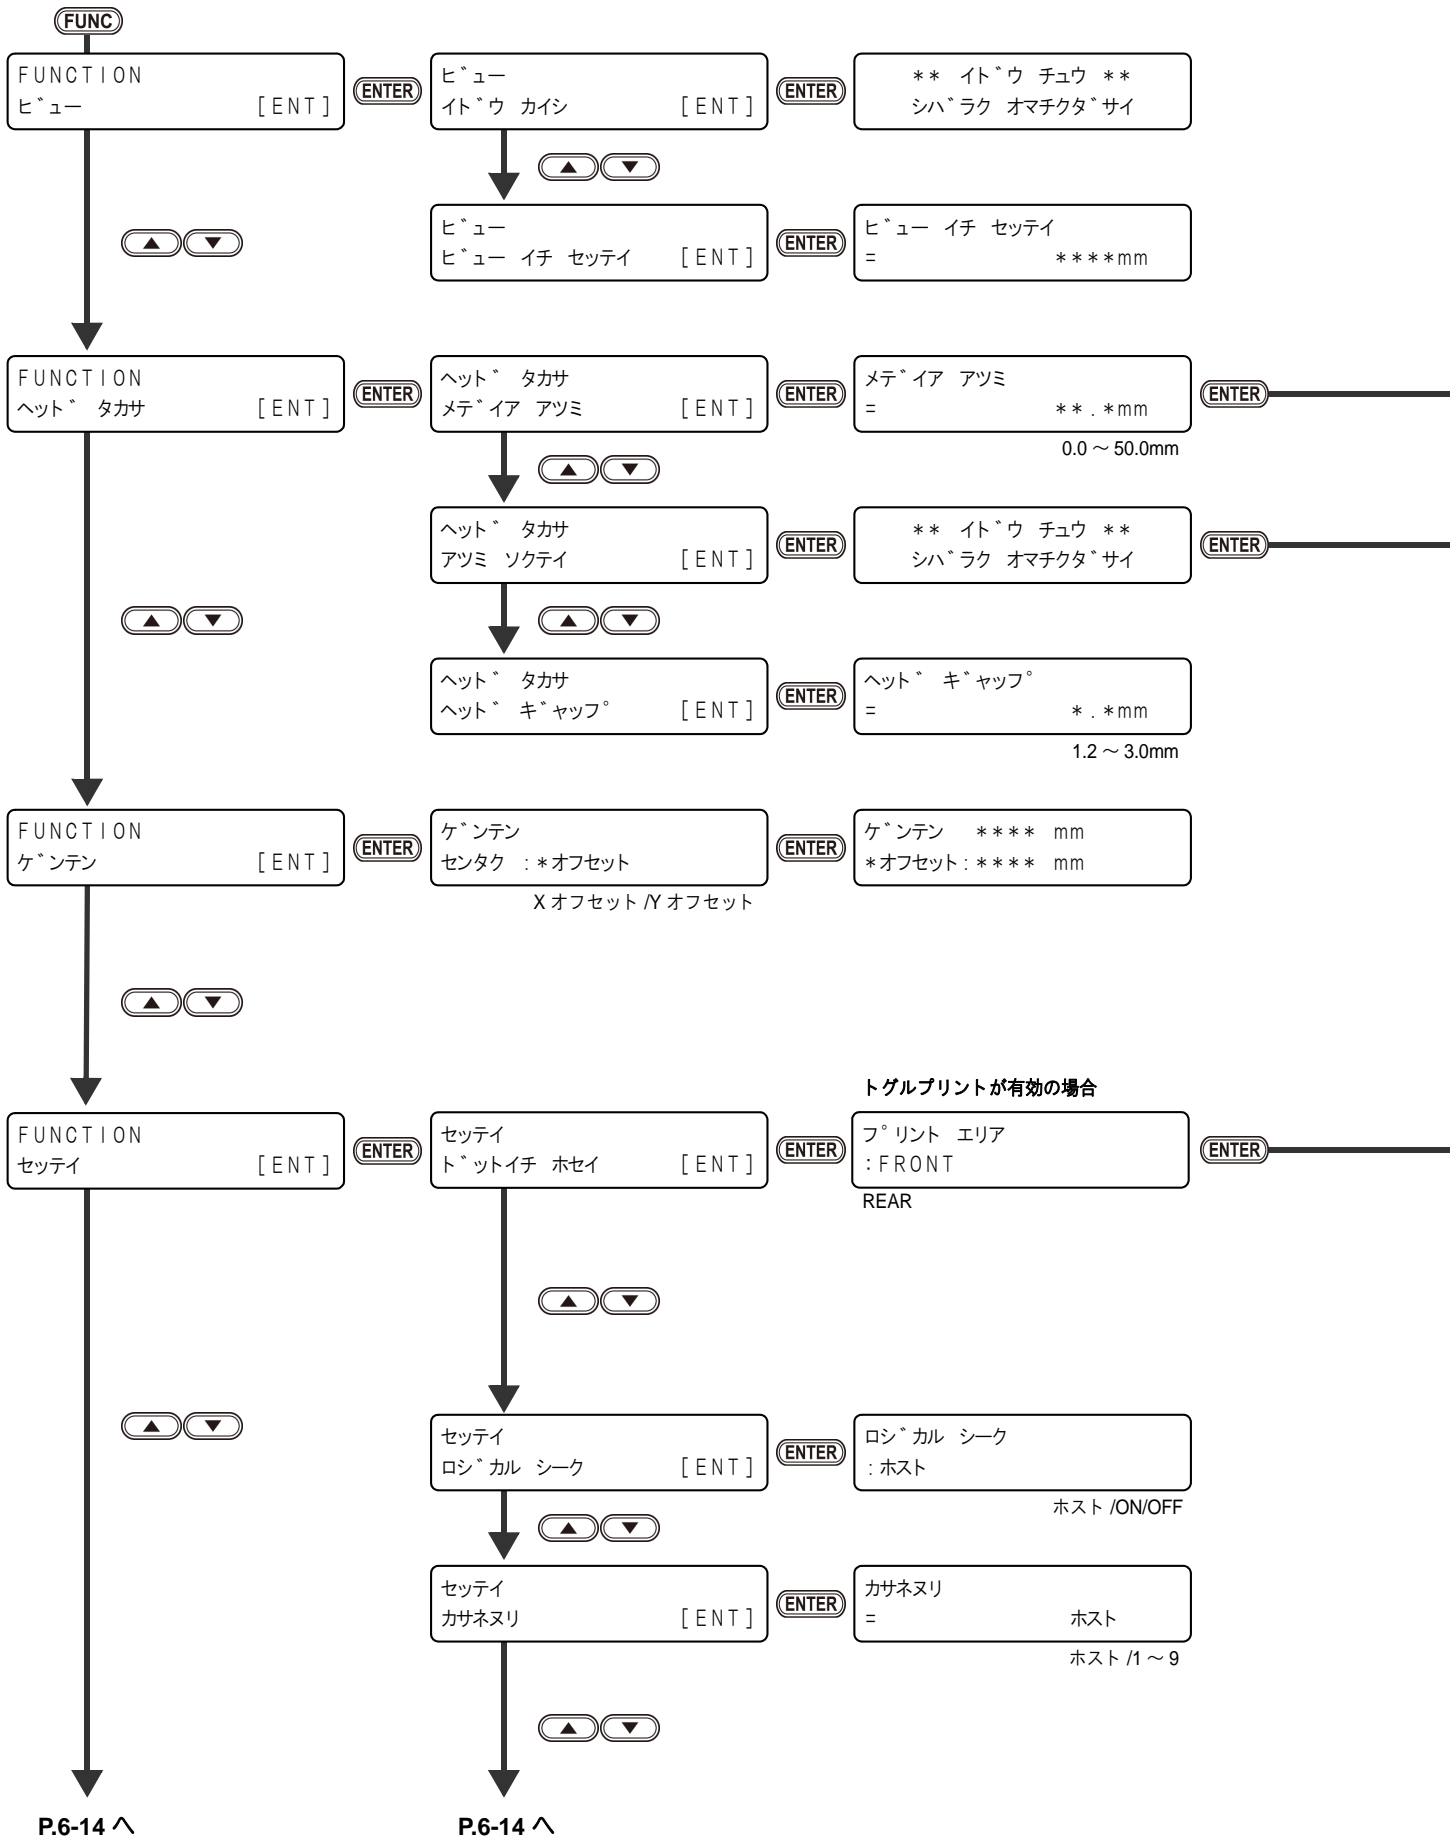 FUNC
FUNCTION
ビュー [ENT]
ENTER
ビュー
イドウ カイシ [ENT]
ENTER
** イドウ チュウ **
シバラク オマチクダサイ
▲ ▼
▲ ▼
ビュー
ビュー イチ セッテイ [ENT]
ENTER
ビュー イチ セッテイ
= ****mm
FUNCTION
ヘッド タカサ [ENT]
ENTER
ヘッド タカサ
メディア アツミ [ENT]
ENTER
メディア アツミ
= **.*mm
ENTER
0.0 ～ 50.0mm
▲ ▼
ヘッド タカサ
アツミ ソクテイ [ENT]
ENTER
** イドウ チュウ **
シバラク オマチクダサイ
ENTER
▲ ▼
▲ ▼
ヘッド タカサ
ヘッド ギャップ [ENT]
ENTER
ヘッド ギャップ
= *.*mm
1.2 ～ 3.0mm
FUNCTION
ゲンテン [ENT]
ENTER
ゲンテン
センタク :*オフセット
ENTER
ゲンテン **** mm
*オフセット:**** mm
X オフセット /Y オフセット
▲ ▼
トグルプリントが有効の場合
FUNCTION
セッテイ [ENT]
ENTER
セッテイ
ドットイチ ホセイ [ENT]
ENTER
プリント エリア
:FRONT
ENTER
REAR
▲ ▼
▲ ▼
セッテイ
ロジカル シーク [ENT]
ENTER
ロジカル シーク
:ホスト
ホスト /ON/OFF
▲ ▼
セッテイ
カサネヌリ [ENT]
ENTER
カサネヌリ
= ホスト
ホスト /1 ～ 9
▲ ▼
P.6-14 へ
P.6-14 へ